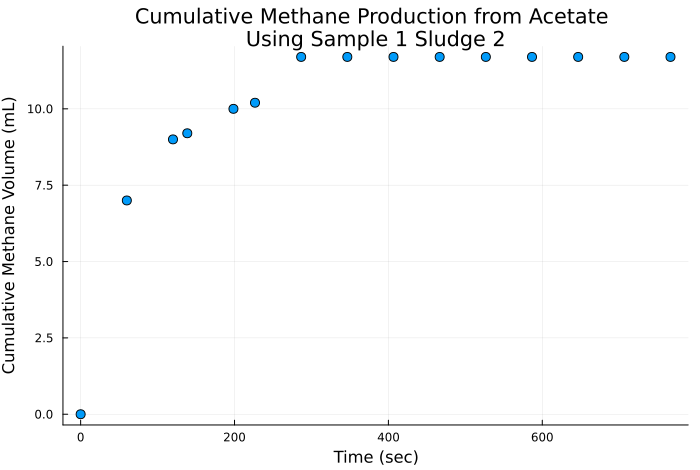 Cumulative Methane Production from Acetate
Using Sample 1 Sludge 2
Cumulative Methane Volume (mL)
10.0
7.5
5.0
2.5
0.0
0
200
400
600
Time (sec)